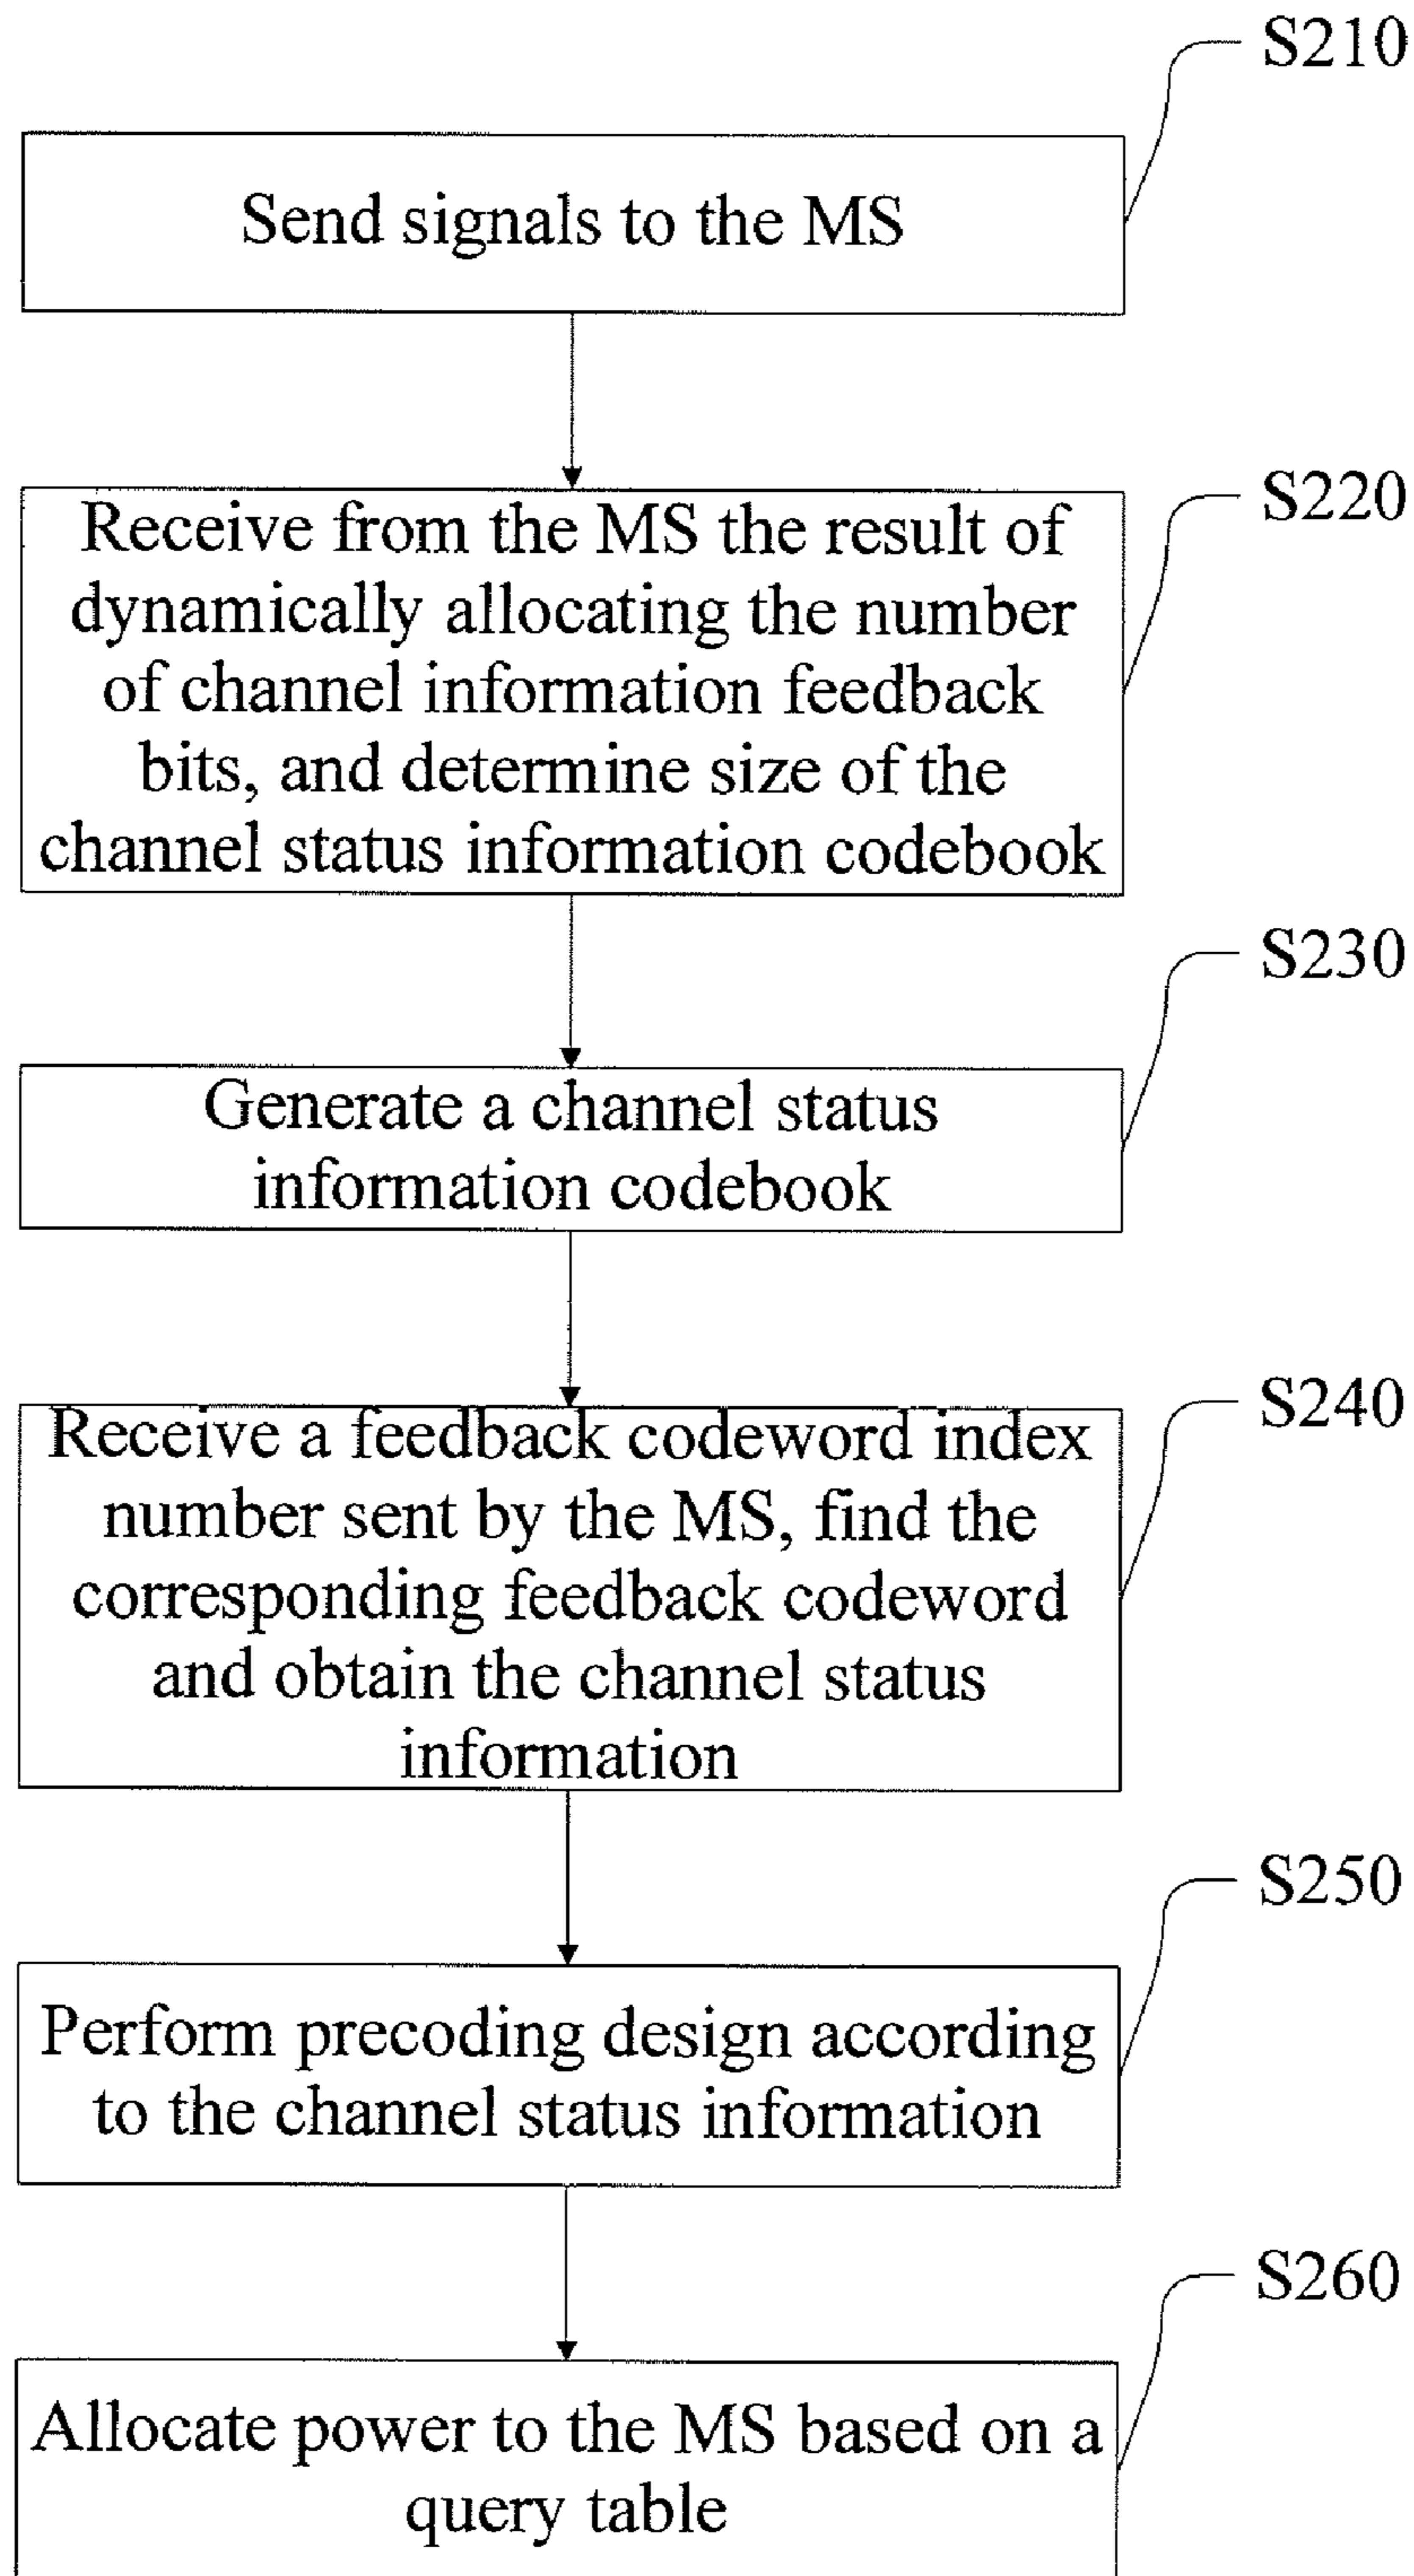 S210
Send signals to the MS
S220
Receive from the MS the result of
dynamically allocating the number
of channel information feedback
bits, and determine size of the
channel status information codebook
S230
Generate a channel status
information codebook
S240
Receive a feedback codeword index
number sent by the MS, find the
corresponding feedback codeword
and obtain the channel status
information
S250
Perform precoding design according
to the channel status information
S260
Allocate power to the MS based on a
query table